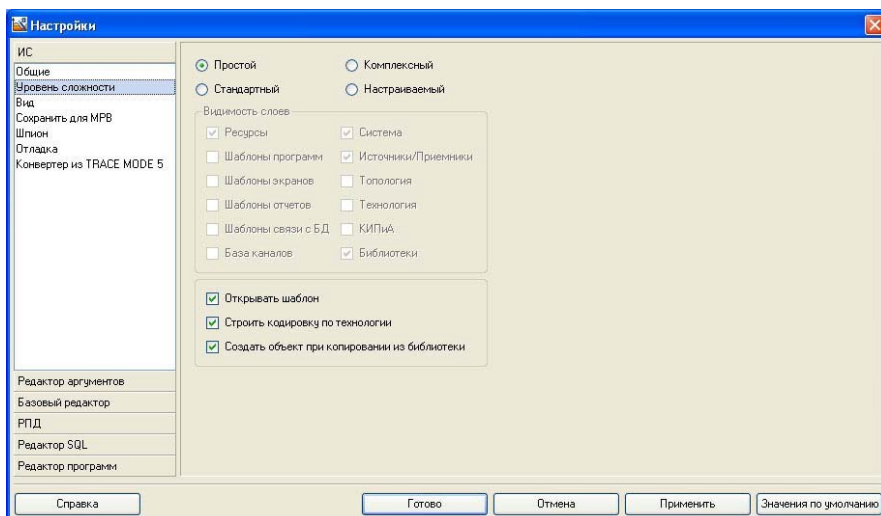 Настройки
ИС
Общие
Уровень сложности
Вид
Сохранить для МРВ
Шпион
Отладка
Конвертер из TRACE MODE 5
Редактор аргументов
Базовый редактор
РПД
Редактор SQL
Редактор программ
Простой
Комплексный
Стандартный
Настраиваемый
Видимость слоев
Ресурсы
Система
Шаблоны программ
Источники/Приемники
Шаблоны экранов
Топология
Шаблоны отчетов
Технология
Шаблоны связи с БД
КИПиА
База каналов
Библиотеки
Открывать шаблон
Строить кодировку по технологии
Создать объект при копировании из библиотеки
Справка
Готово
Отмена
Применить
Значения по умолчанию